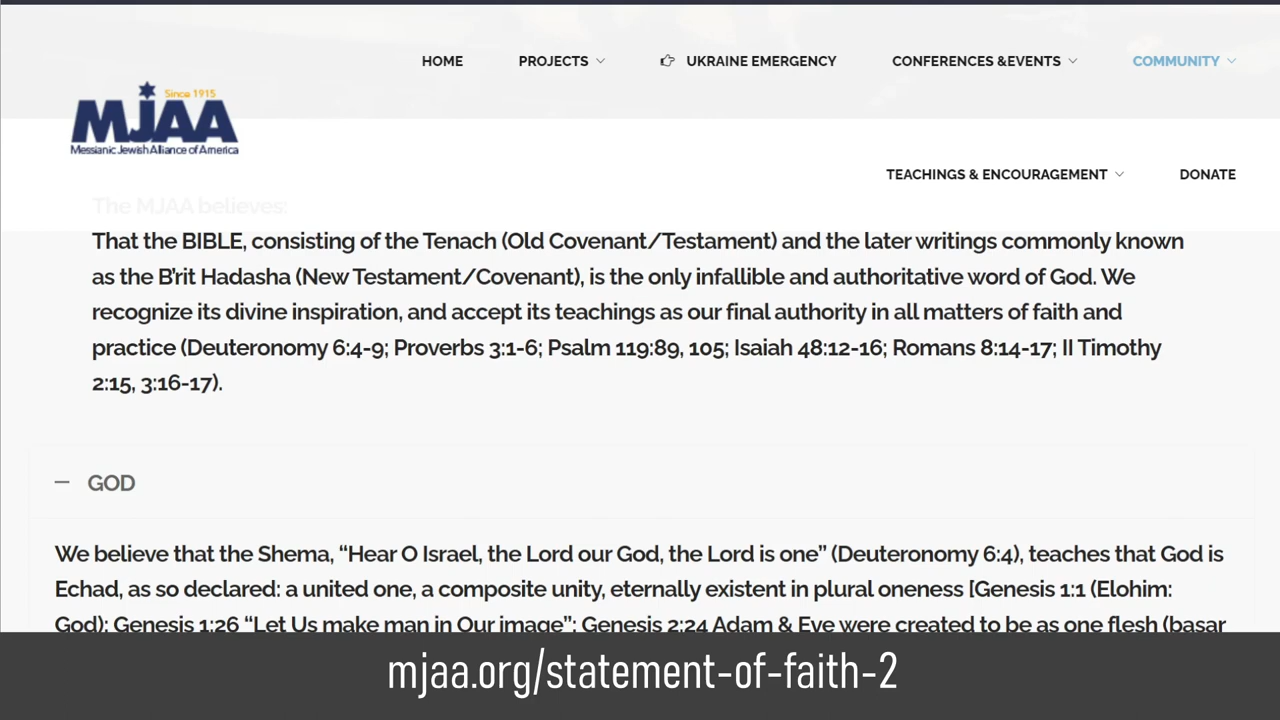 HOME PROJECTS UKRAINE EMERGENCY CONFERENCES &EVENTS COMMUNITY
Since 1915
MJAA
Messianic Jewish Alliance of America
TEACHINGS & ENCOURAGEMENT DONATE
The MJAA believes:
That the BIBLE, consisting of the Tenach (Old Covenant/Testament) and the later writings commonly known
as the B'rit Hadasha (New Testament/Covenant), is the only infallible and authoritative word of God. We
recognize its divine inspiration, and accept its teachings as our final authority in all matters of faith and
practice (Deuteronomy 6:4-9; Proverbs 3:1-6; Psalm 119:89, 105; Isaiah 48:12-16; Romans 8:14-17; II Timothy
2:15, 3:16-17).
— GOD
We believe that the Shema, “Hear O Israel, the Lord our God, the Lord is one” (Deuteronomy 6:4), teaches that God is
Echad, as so declared: a united one, a composite unity, eternally existent in plural oneness [Genesis 1:1 (Elohim:
God); Genesis 1:26 “Let Us make man in Our image”; Genesis 2:24 Adam & Eve were created to be as one flesh (basar
mjaa.org/statement-of-faith-2